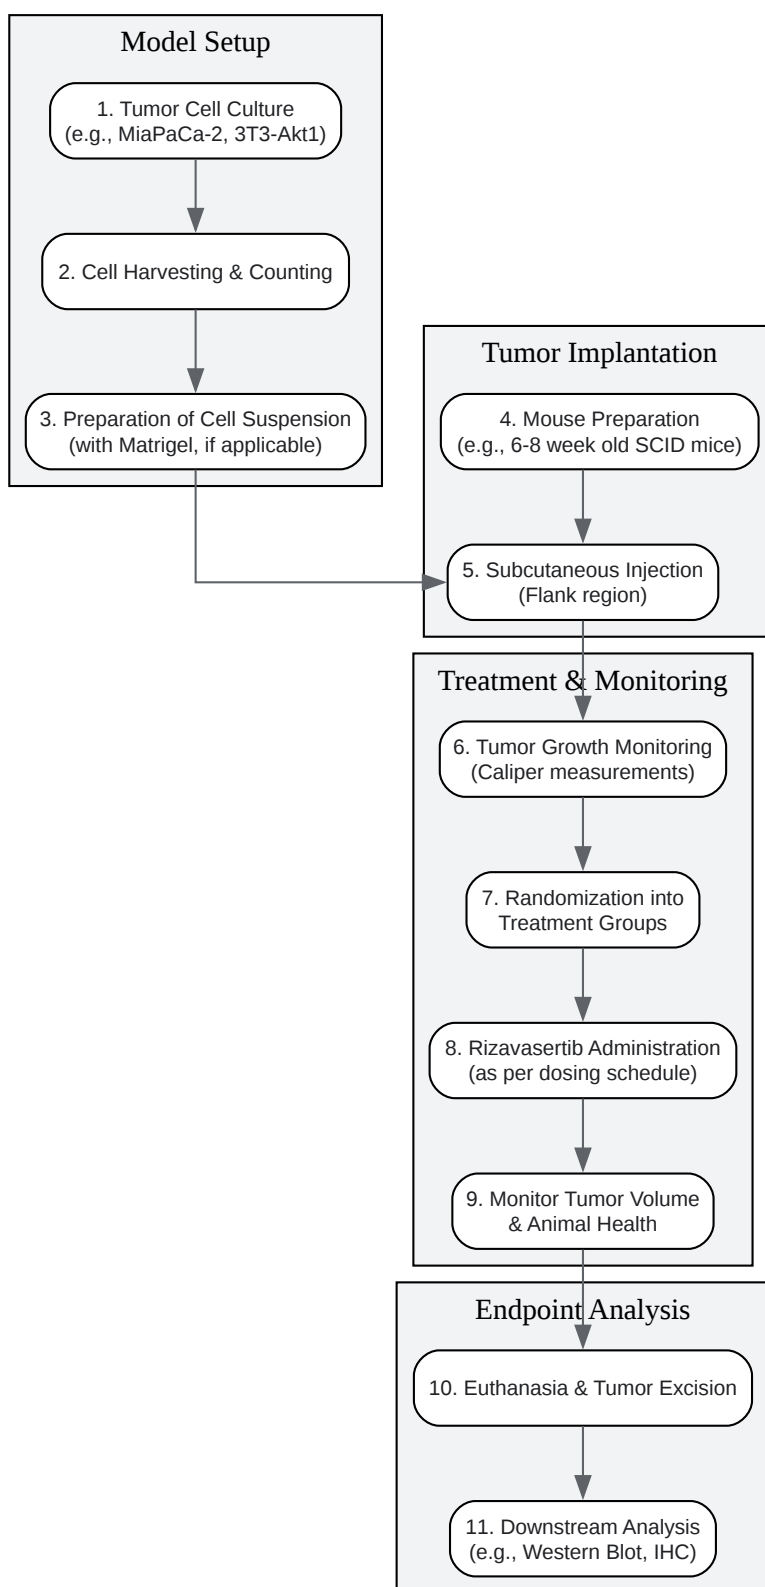 Model Setup
1. Tumor Cell Culture
(e.g., MiaPaCa-2, 3T3-Akt1)
2. Cell Harvesting & Counting
3. Preparation of Cell Suspension
(with Matrigel, if applicable)
Tumor Implantation
4. Mouse Preparation
(e.g., 6-8 week old SCID mice)
5. Subcutaneous Injection
(Flank region)
Treatment & Monitoring
6. Tumor Growth Monitoring
(Caliper measurements)
7. Randomization into
Treatment Groups
8. Rizavasertib Administration
(as per dosing schedule)
9. Monitor Tumor Volume
& Animal Health
Endpoint Analysis
10. Euthanasia & Tumor Excision
11. Downstream Analysis
(e.g., Western Blot, IHC)